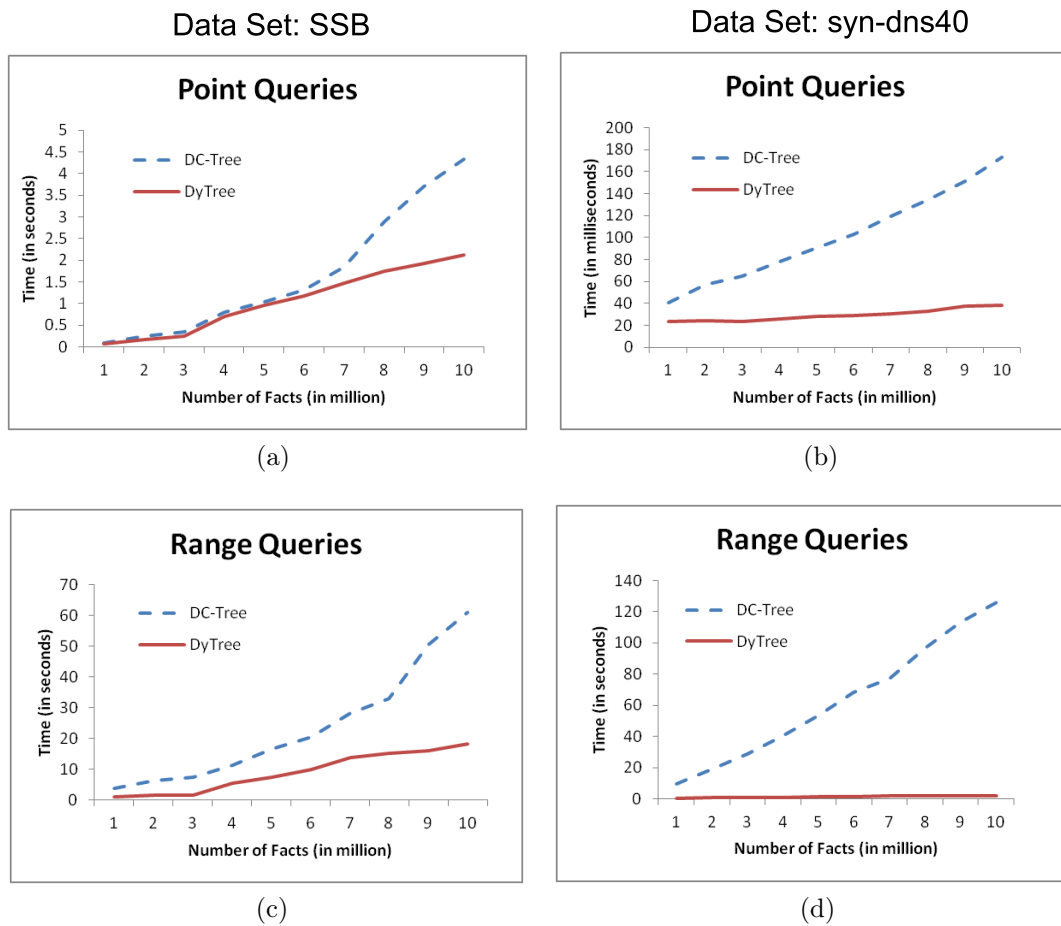 Data Set: SSB
Data Set: syn-dns40
Point Queries
5
4.5
4
3.5
3
2.5
2
1.5
1
0.5
0
Time (in seconds)
DC-Tree
DyTree
1 2 3 4 5 6 7 8 9 10
Number of Facts (in million)
(a)
Point Queries
200
180
160
140
120
100
80
60
40
20
0
Time (in milliseconds)
DC-Tree
DyTree
1 2 3 4 5 6 7 8 9 10
Number of Facts (in million)
(b)
Range Queries
70
60
50
40
30
20
10
0
Time (in seconds)
DC-Tree
DyTree
1 2 3 4 5 6 7 8 9 10
Number of Facts (in million)
(c)
Range Queries
140
120
100
80
60
40
20
0
Time (in seconds)
DC-Tree
DyTree
1 2 3 4 5 6 7 8 9 10
Number of Facts (in million)
(d)